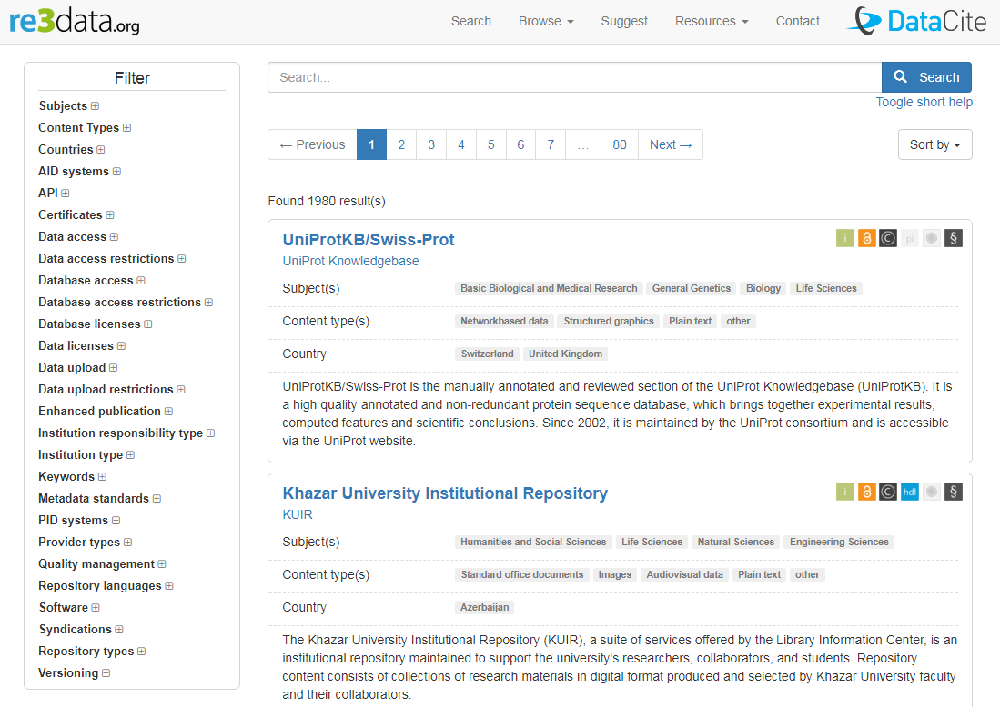 re3data.org
Search Browse Suggest Resources Contact
DataCite
Filter
Subjects
Content Types
Countries
AID systems
API
Certificates
Data access
Data access restrictions
Database access
Database access restrictions
Database licenses
Data licenses
Data upload
Data upload restrictions
Enhanced publication
Institution responsibility type
Institution type
Keywords
Metadata standards
PID systems
Provider types
Quality management
Repository languages
Software
Syndications
Repository types
Versioning
Search...
Search
Toogle short help
← Previous 1 2 3 4 5 6 7 … 80 Next →
Sort by
Found 1980 result(s)
UniProtKB/Swiss-Prot
i © pi §
UniProt Knowledgebase
Subject(s) Basic Biological and Medical Research General Genetics Biology Life Sciences
Content type(s) Networkbased data Structured graphics Plain text other
Country Switzerland United Kingdom
UniProtKB/Swiss-Prot is the manually annotated and reviewed section of the UniProt Knowledgebase (UniProtKB). It is
a high quality annotated and non-redundant protein sequence database, which brings together experimental results,
computed features and scientific conclusions. Since 2002, it is maintained by the UniProt consortium and is accessible
via the UniProt website.
Khazar University Institutional Repository
i © hdl §
KUIR
Subject(s) Humanities and Social Sciences Life Sciences Natural Sciences Engineering Sciences
Content type(s) Standard office documents Images Audiovisual data Plain text other
Country Azerbaijan
The Khazar University Institutional Repository (KUIR), a suite of services offered by the Library Information Center, is an
institutional repository maintained to support the university's researchers, collaborators, and students. Repository
content consists of collections of research materials in digital format produced and selected by Khazar University faculty
and their collaborators.